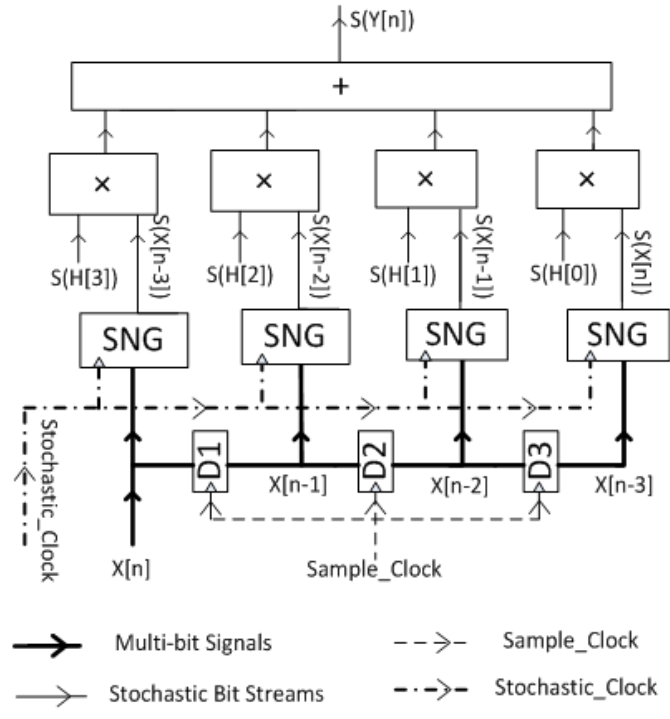 S(Y[n])
+
× × × ×
S(H[3]) S(X[n-3]) S(H[2]) S(X[n-2]) S(H[1]) S(X[n-1]) S(H[0]) S(X[n])
SNG SNG SNG SNG
Stochastic_Clock
D1 D2 D3
X[n-1] X[n-2] X[n-3]
X[n] Sample_Clock
Multi-bit Signals Sample_Clock
Stochastic Bit Streams Stochastic_Clock